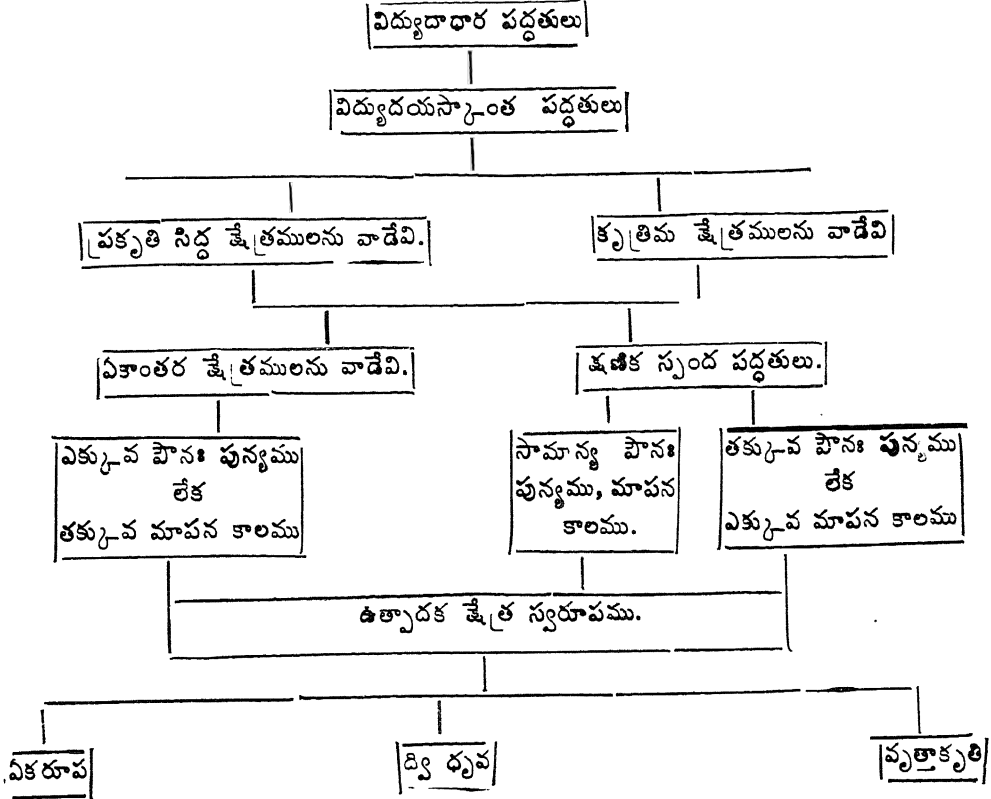 విద్యుదాధార పద్ధతులు
విద్యుదయస్కాంత పద్ధతులు
ప్రకృతి సిద్ధ క్షేత్రములను వాడేవి.
కృత్రిమ క్షేత్రములను వాడేవి
ఏకాంతర క్షేత్రములను వాడేవి.
క్షణిక స్పంద పద్ధతులు.
ఎక్కువ పౌనః పున్యము
లేక
తక్కువ మాపన కాలము
సామాన్య పౌనః
పున్యము, మాపన
కాలము.
తక్కువ పౌనః పున్యము
లేక
ఎక్కువ మాపన కాలము
ఉత్పాదక క్షేత్ర స్వరూపము.
ఏకరూప
ద్వి ధృవ
వృత్తాకృతి